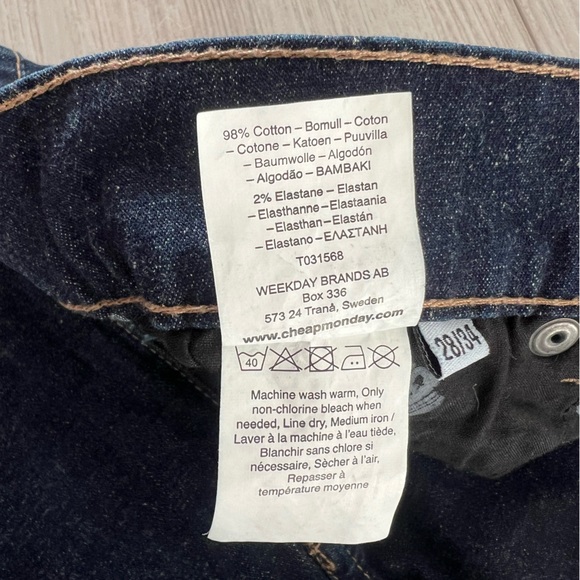 98% Cotton – Bomull – Coton
– Cotone – Katoen – Puuvilla
– Baumwolle – Algodón
– Algodão – BAMBAKI
2% Elastane – Elastan
– Elasthanne – Elastaania
– Elasthan – Elastán
– Elastano – ΕΛΑΣΤΑΝΗ
T031568
WEEKDAY BRANDS AB
Box 336
573 24 Tranå, Sweden
www.cheapmonday.com
40
28/34
Machine wash warm, Only
non-chlorine bleach when
needed, Line dry, Medium iron /
Laver à la machine à l'eau tiède,
Blanchir sans chlore si
nécessaire, Sècher à l'air,
Repasser à
température moyenne